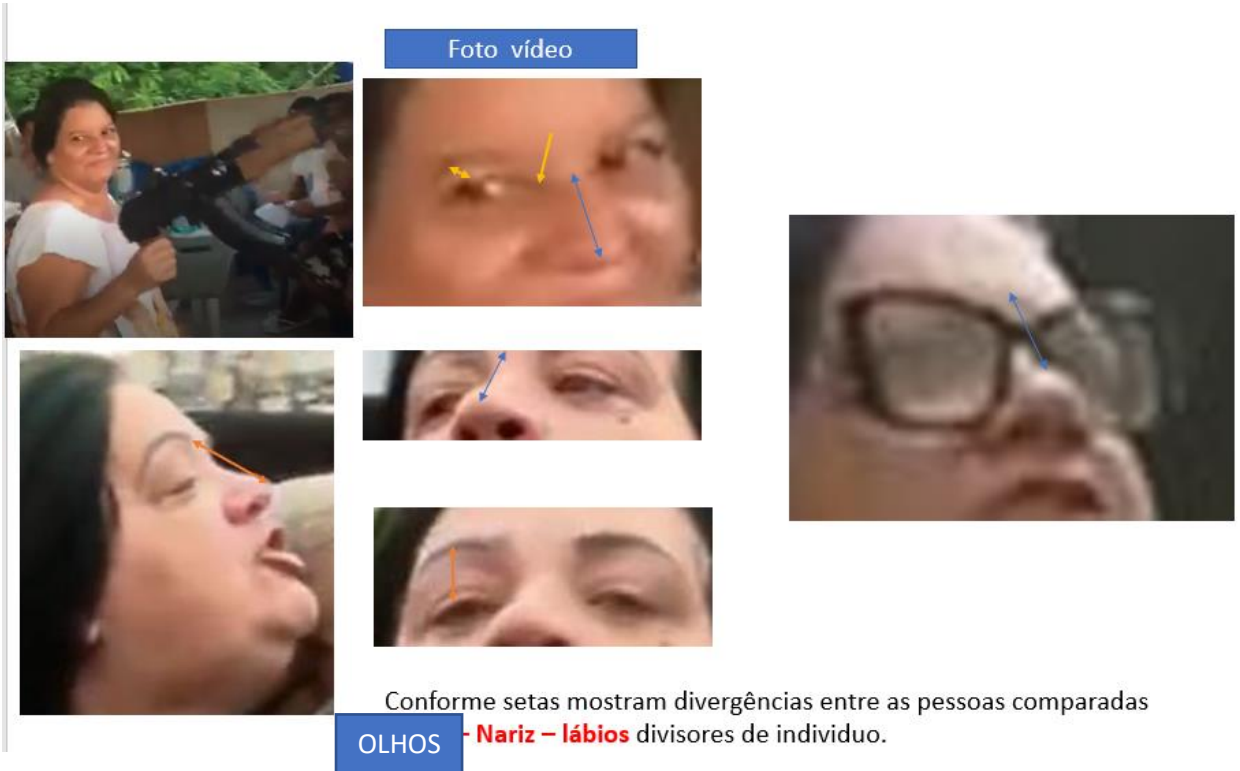 Foto vídeo
Conforme setas mostram divergências entre as pessoas comparadas
OLHOS - Nariz – lábios divisores de individuo.